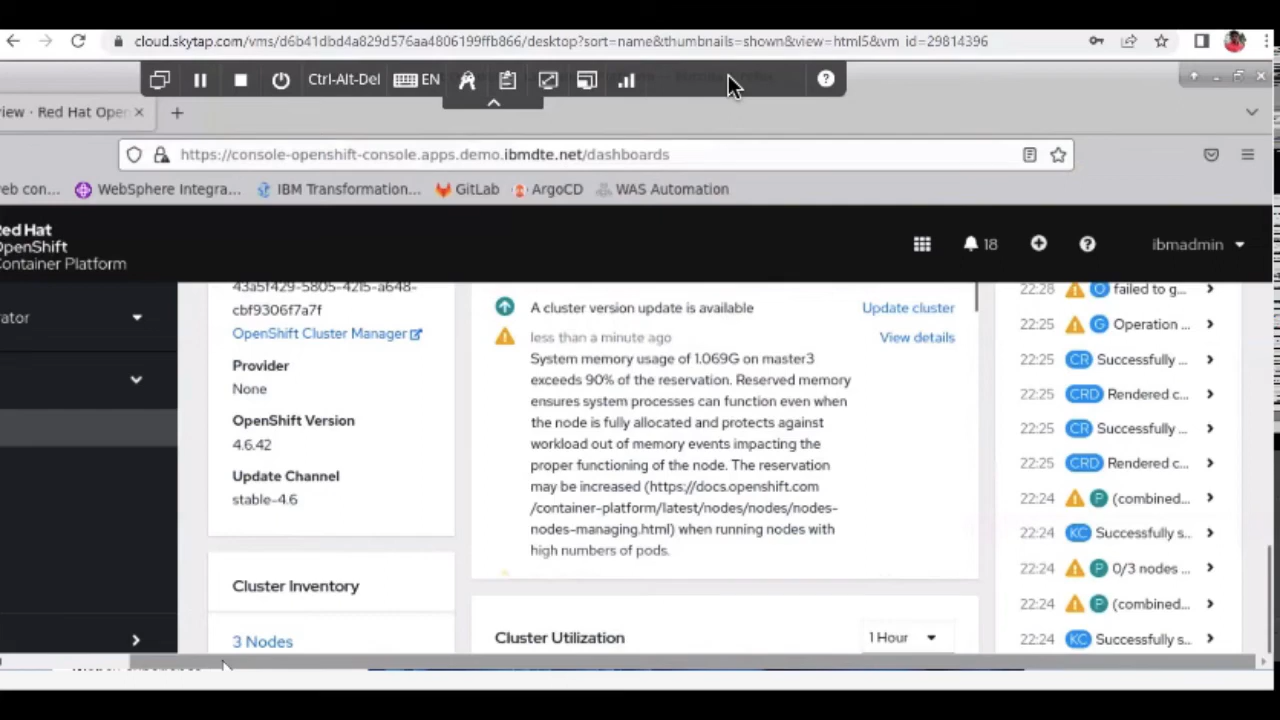 cloud.skytap.com/vms/d6b41dbd4a829d576aa4806199ffb866/desktop?sort=name&thumbnails=shown&view=html5&vm_id=29814396
Ctrl-Alt-Del
EN
iew · Red Hat Open
https://console-openshift-console.apps.demo.ibmdte.net/dashboards
eb con...
WebSphere Integra...
IBM Transformation...
GitLab
ArgoCD
WAS Automation
Red Hat
OpenShift
Container Platform
18
ibmadmin
rator
43a5f429-5805-4215-a648-
cbf9306f7a7f
OpenShift Cluster Manager
Provider
None
OpenShift Version
4.6.42
Update Channel
stable-4.6
Cluster Inventory
3 Nodes
A cluster version update is available
Update cluster
less than a minute ago
View details
System memory usage of 1.069G on master3
exceeds 90% of the reservation. Reserved memory
ensures system processes can function even when
the node is fully allocated and protects against
workload out of memory events impacting the
proper functioning of the node. The reservation
may be increased (https://docs.openshift.com
/container-platform/latest/nodes/nodes/nodes-
nodes-managing.html) when running nodes with
high numbers of pods.
Cluster Utilization
1 Hour
22:28 O failed to g...
22:25 G Operation ...
22:25 CR Successfully ...
22:25 CRD Rendered c...
22:25 CR Successfully ...
22:25 CRD Rendered c...
22:24 P (combined...
22:24 KC Successfully s...
22:24 P 0/3 nodes ...
22:24 P (combined...
22:24 KC Successfully s...